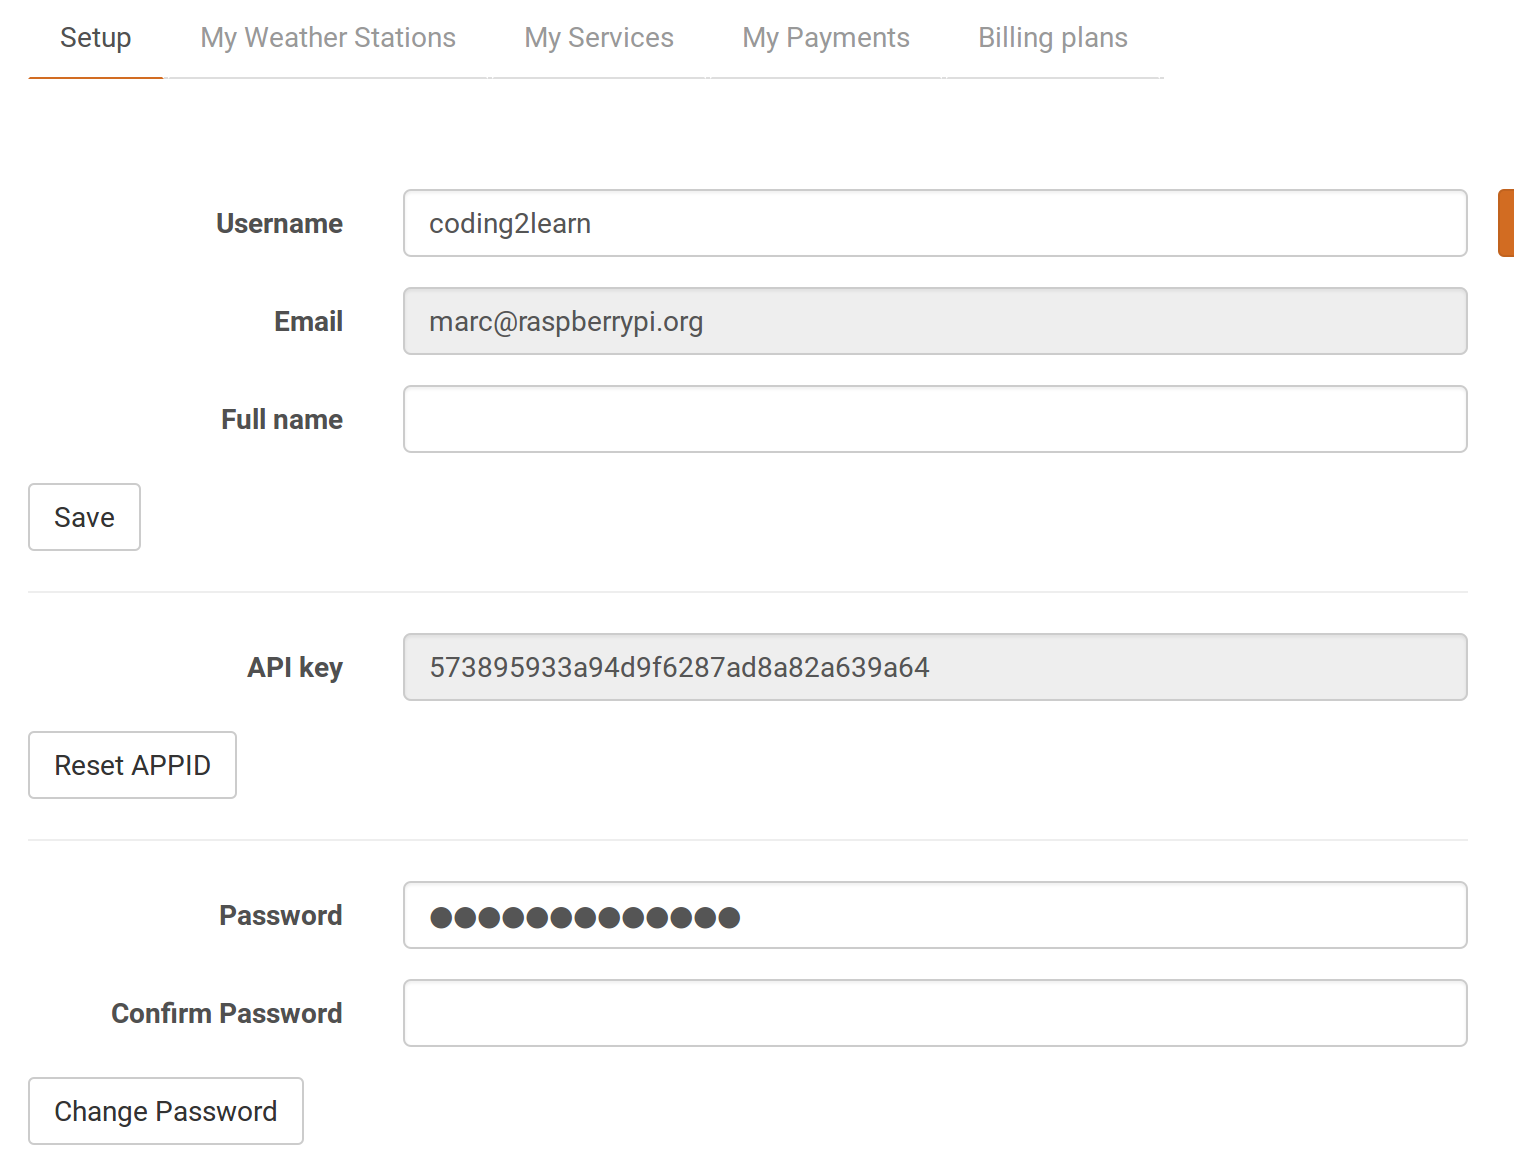 Setup My Weather Stations My Services My Payments Billing plans
Username coding2learn
Email marc@raspberrypi.org
Full name
Save
API key 573895933a94d9f6287ad8a82a639a64
Reset APPID
Password ●●●●●●●●●●●●●
Confirm Password
Change Password